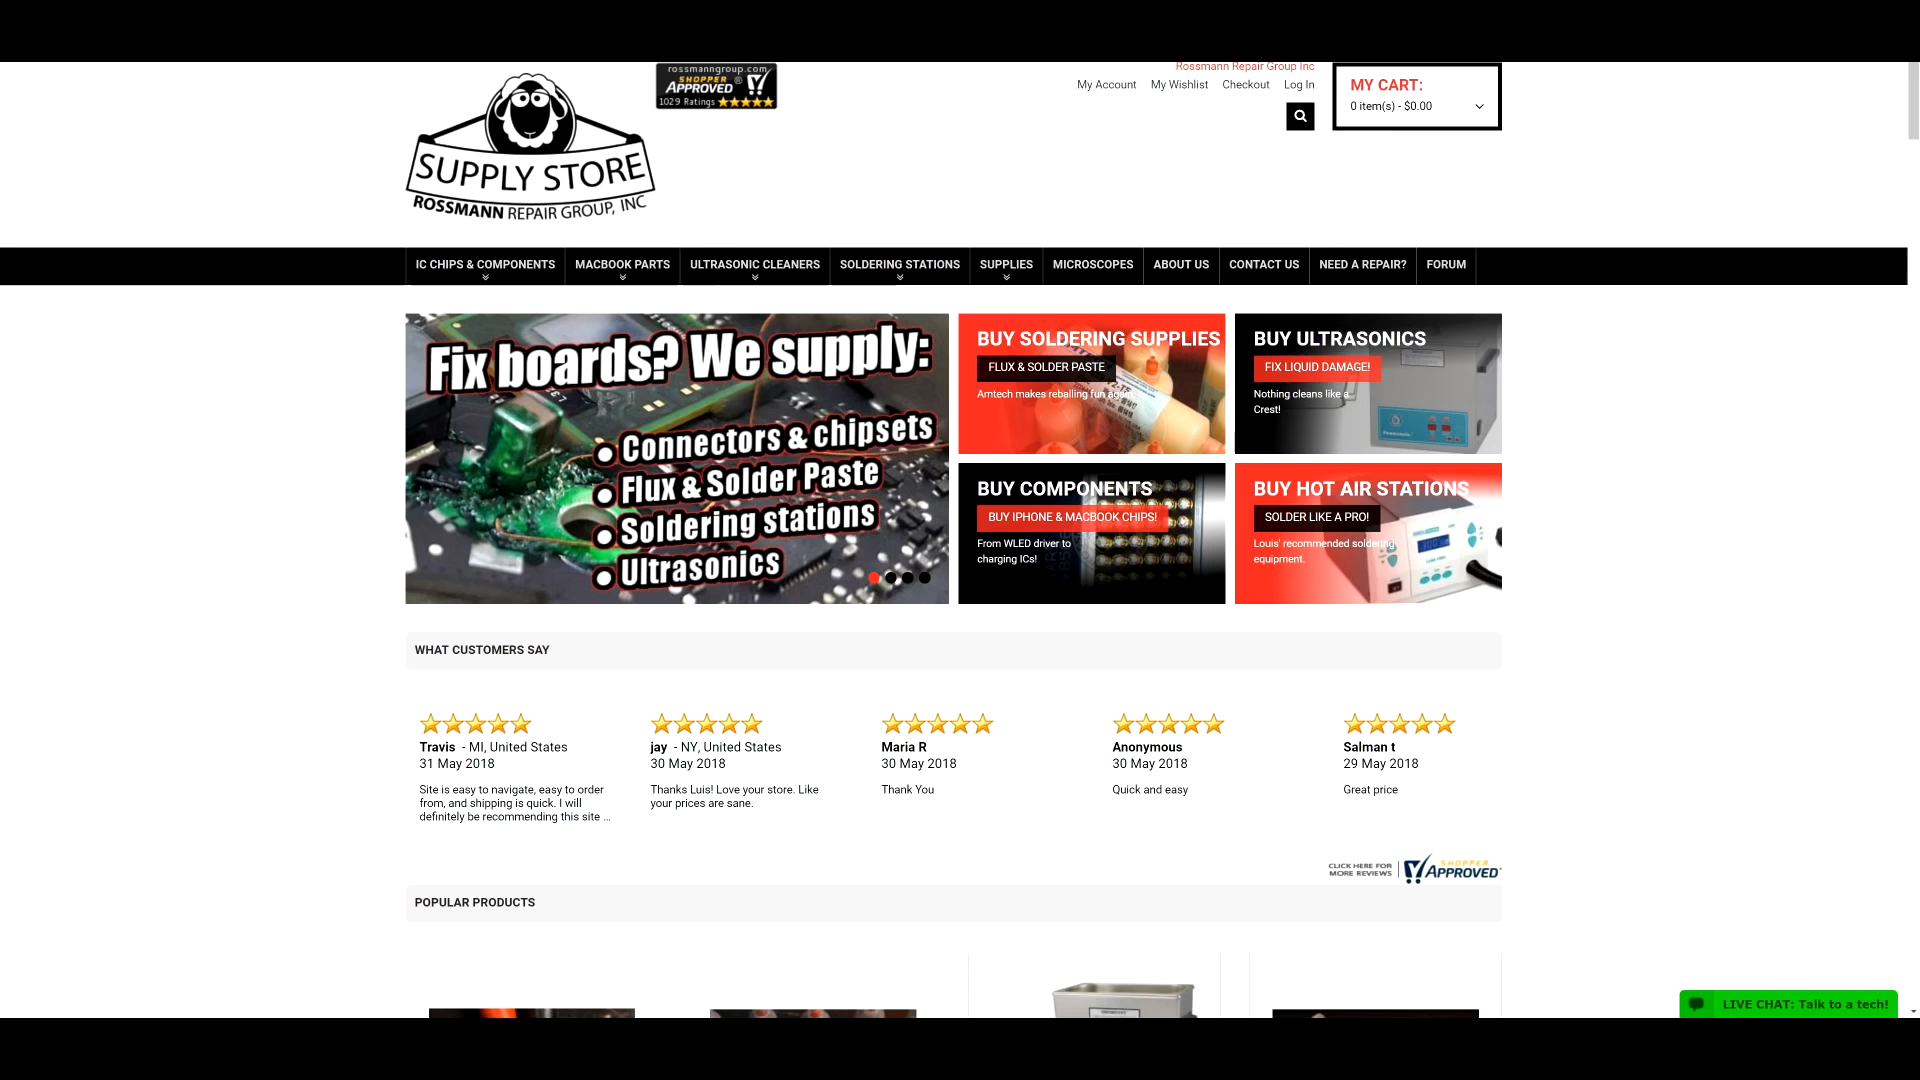 SUPPLY STORE
ROSSMANN REPAIR GROUP, INC
rossmanngroup.com
SHOPPER
APPROVED ®
1029 Ratings
Rossmann Repair Group Inc
My Account My Wishlist Checkout Log In
MY CART:
0 item(s) - $0.00
IC CHIPS & COMPONENTS MACBOOK PARTS ULTRASONIC CLEANERS SOLDERING STATIONS SUPPLIES MICROSCOPES ABOUT US CONTACT US NEED A REPAIR? FORUM
Fix boards? We supply:
• Connectors & chipsets
• Flux & Solder Paste
• Soldering stations
• Ultrasonics
BUY SOLDERING SUPPLIES
FLUX & SOLDER PASTE
Amtech makes reballing fun again.
BUY ULTRASONICS
FIX LIQUID DAMAGE!
Nothing cleans like a
Crest!
BUY COMPONENTS
BUY IPHONE & MACBOOK CHIPS!
From WLED driver to
charging ICs!
BUY HOT AIR STATIONS
SOLDER LIKE A PRO!
Louis' recommended soldering
equipment.
WHAT CUSTOMERS SAY
Travis - MI, United States
31 May 2018
Site is easy to navigate, easy to order
from, and shipping is quick. I will
definitely be recommending this site ...
jay - NY, United States
30 May 2018
Thanks Luis! Love your store. Like
your prices are sane.
Maria R
30 May 2018
Thank You
Anonymous
30 May 2018
Quick and easy
Salman t
29 May 2018
Great price
CLICK HERE FOR
MORE REVIEWS
SHOPPER
APPROVED
POPULAR PRODUCTS
LIVE CHAT: Talk to a tech!